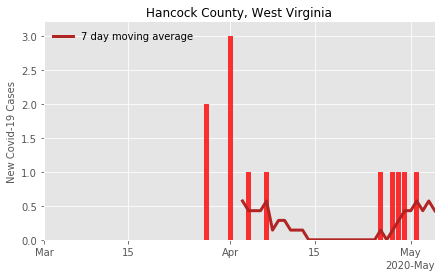 Hancock County, West Virginia
7 day moving average
New Covid-19 Cases
3.0
2.5
2.0
1.5
1.0
0.5
0.0
Mar
15
Apr
15
May
2020-May